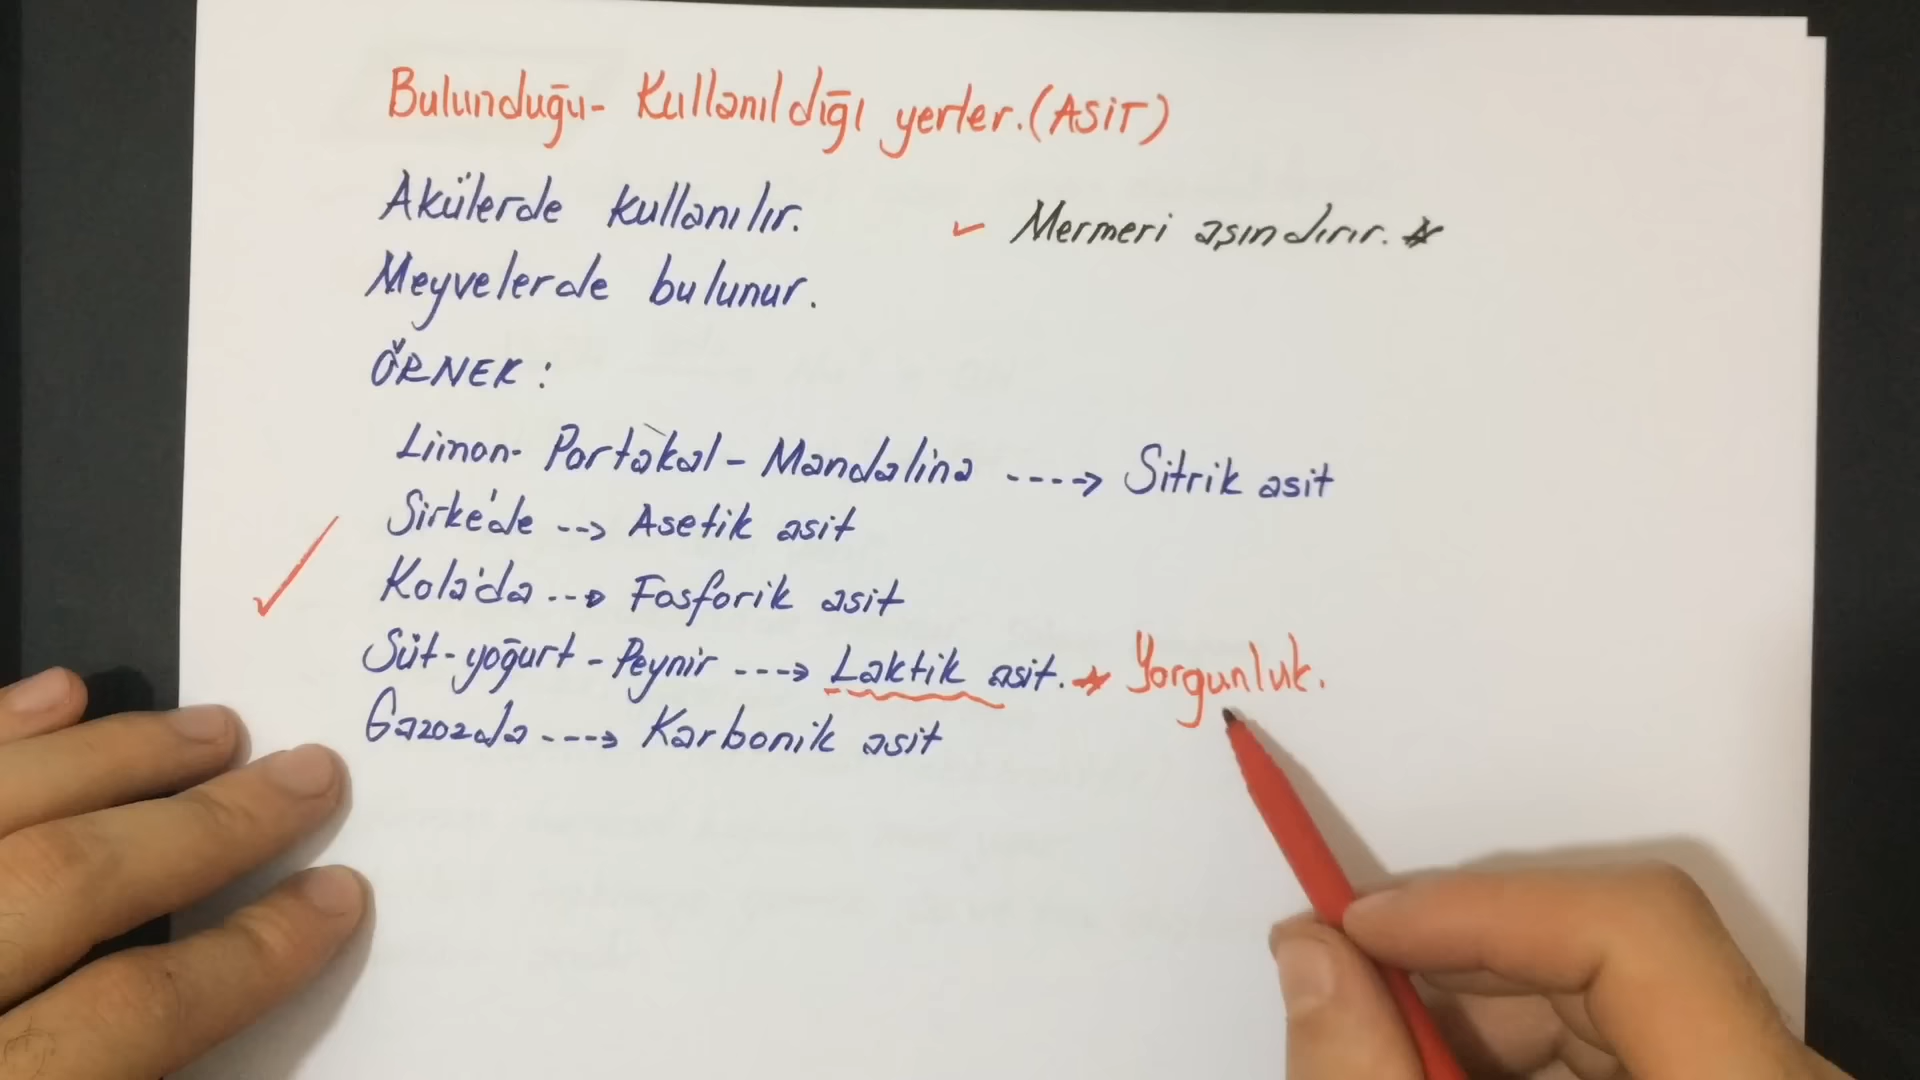 Bulunduğu- Kullanıldığı yerler. (ASİT)
Akülerde kullanılır.
Mermeri aşındırır.
Meyvelerde bulunur.
ÖRNEK :
Limon- Portakal - Mandalina ----> Sitrik asit
Sirke'de --> Asetik asit
Kola'da --> Fosforik asit
Süt-yoğurt - Peynir ---> Laktik asit. → Yorgunluk.
Gazozda ---> Karbonik asit